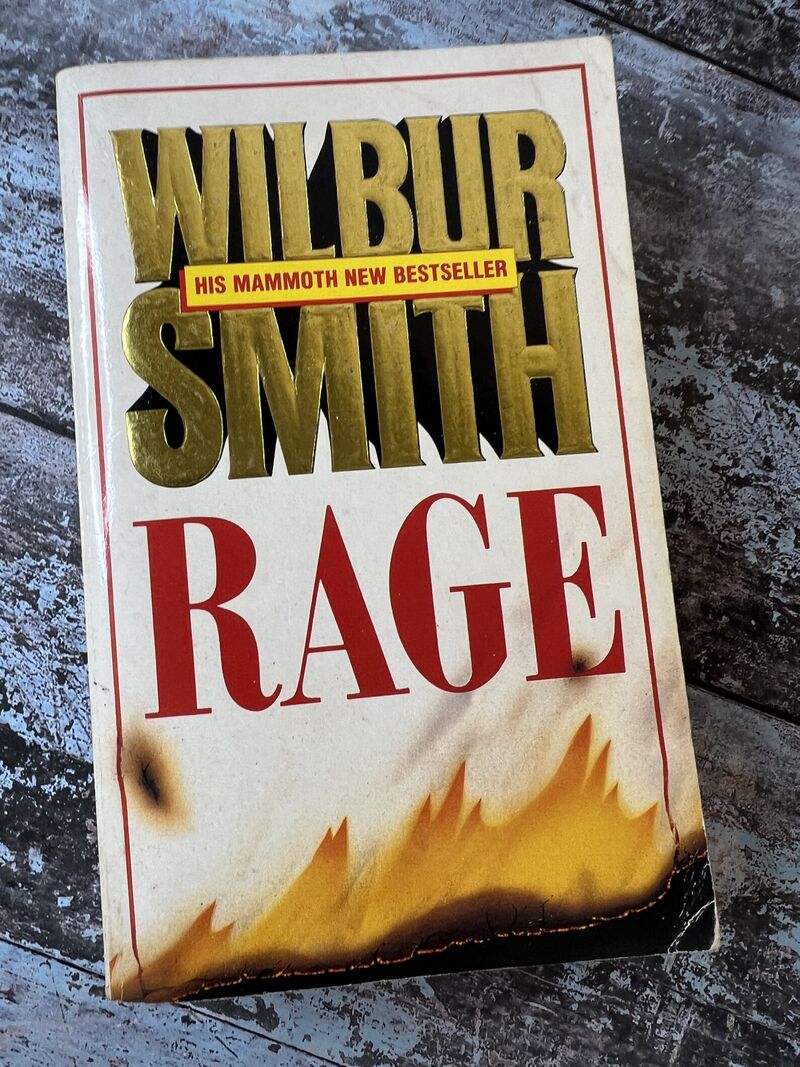 WILBUR
HIS MAMMOTH NEW BESTSELLER
SMITH
RAGE